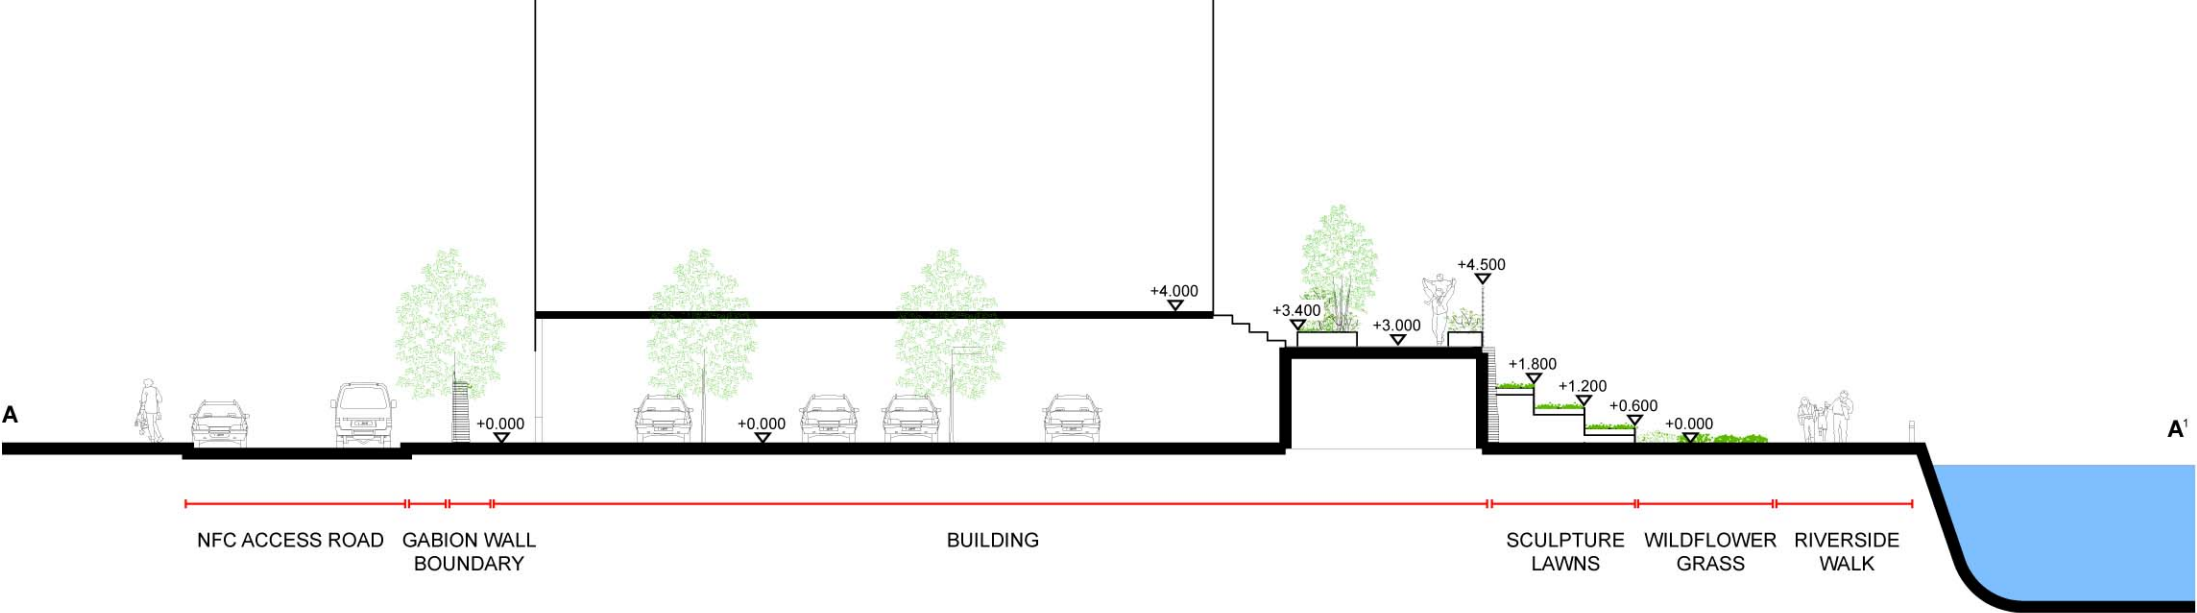 +4.500
+4.000
+3.400
+3.000
+1.800
+1.200
+0.600
+0.000
+0.000
+0.000
A
A¹
NFC ACCESS ROAD
GABION WALL
BOUNDARY
BUILDING
SCULPTURE
LAWNS
WILDFLOWER
GRASS
RIVERSIDE
WALK